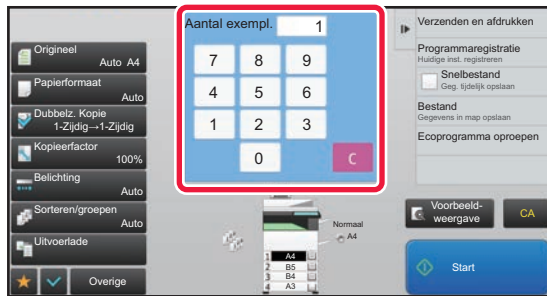 Aantal exempl. 1
7 8 9
4 5 6
1 2 3
0 C
Origineel
Auto A4
Papierformaat
Auto
Dubbelz. Kopie
1-Zijdig→1-Zijdig
Kopieerfactor
100%
Belichting
Auto
Sorteren/groepen
Auto
Uitvoerlade
Overige
Normaal
A4
1 A4
2 B5
3 B4
4 A3
Verzenden en afdrukken
Programmaregistratie
Huidige inst. registreren
Snelbestand
Geg. tijdelijk opslaan
Bestand
Gegevens in map opslaan
Ecoprogramma oproepen
Voorbeeld-
weergave
CA
Start